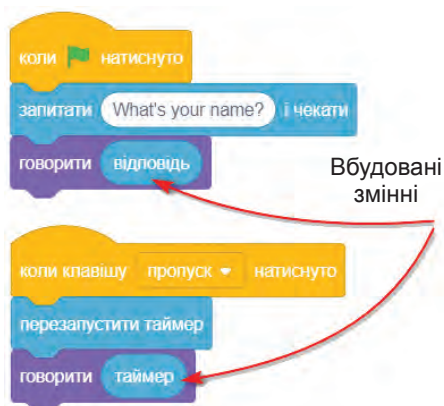 коли натиснуто
запитати What's your name? і чекати
говорити відповідь
Вбудовані
змінні
коли клавішу пропуск натиснуто
перезапустити таймер
говорити таймер